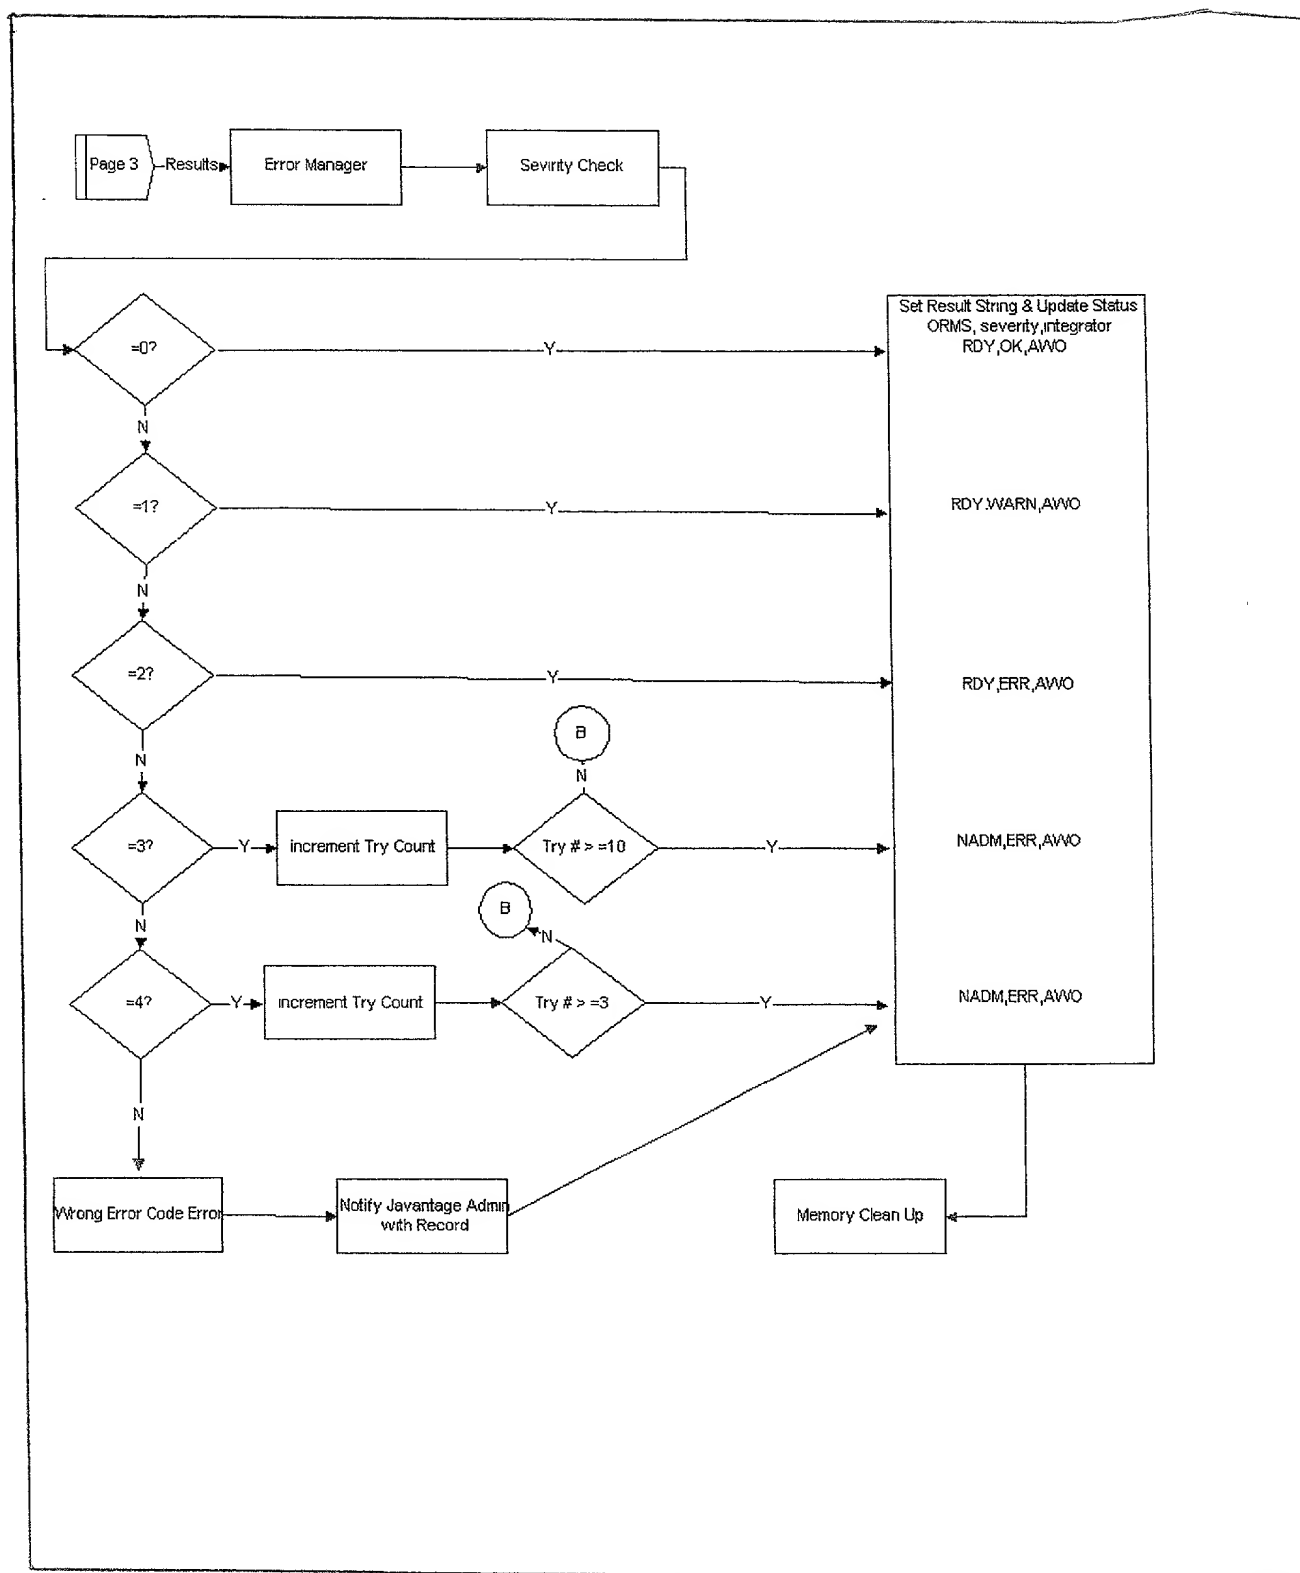 Page 3
Results
Error Manager
Sevirity Check
Set Result String & Update Status
ORMS, severity,integrator
=0?
Y
RDY,OK,AWO
N
=1?
Y
RDY.WARN,AWO
N
=2?
Y
RDY,ERR,AWO
N
B
N
=3?
Y
increment Try Count
Try # > =10
Y
NADM,ERR,AWO
N
B
N
=4?
Y
increment Try Count
Try # > =3
Y
NADM,ERR,AWO
N
Wrong Error Code Error
Notify Javantage Admin
with Record
Memory Clean Up